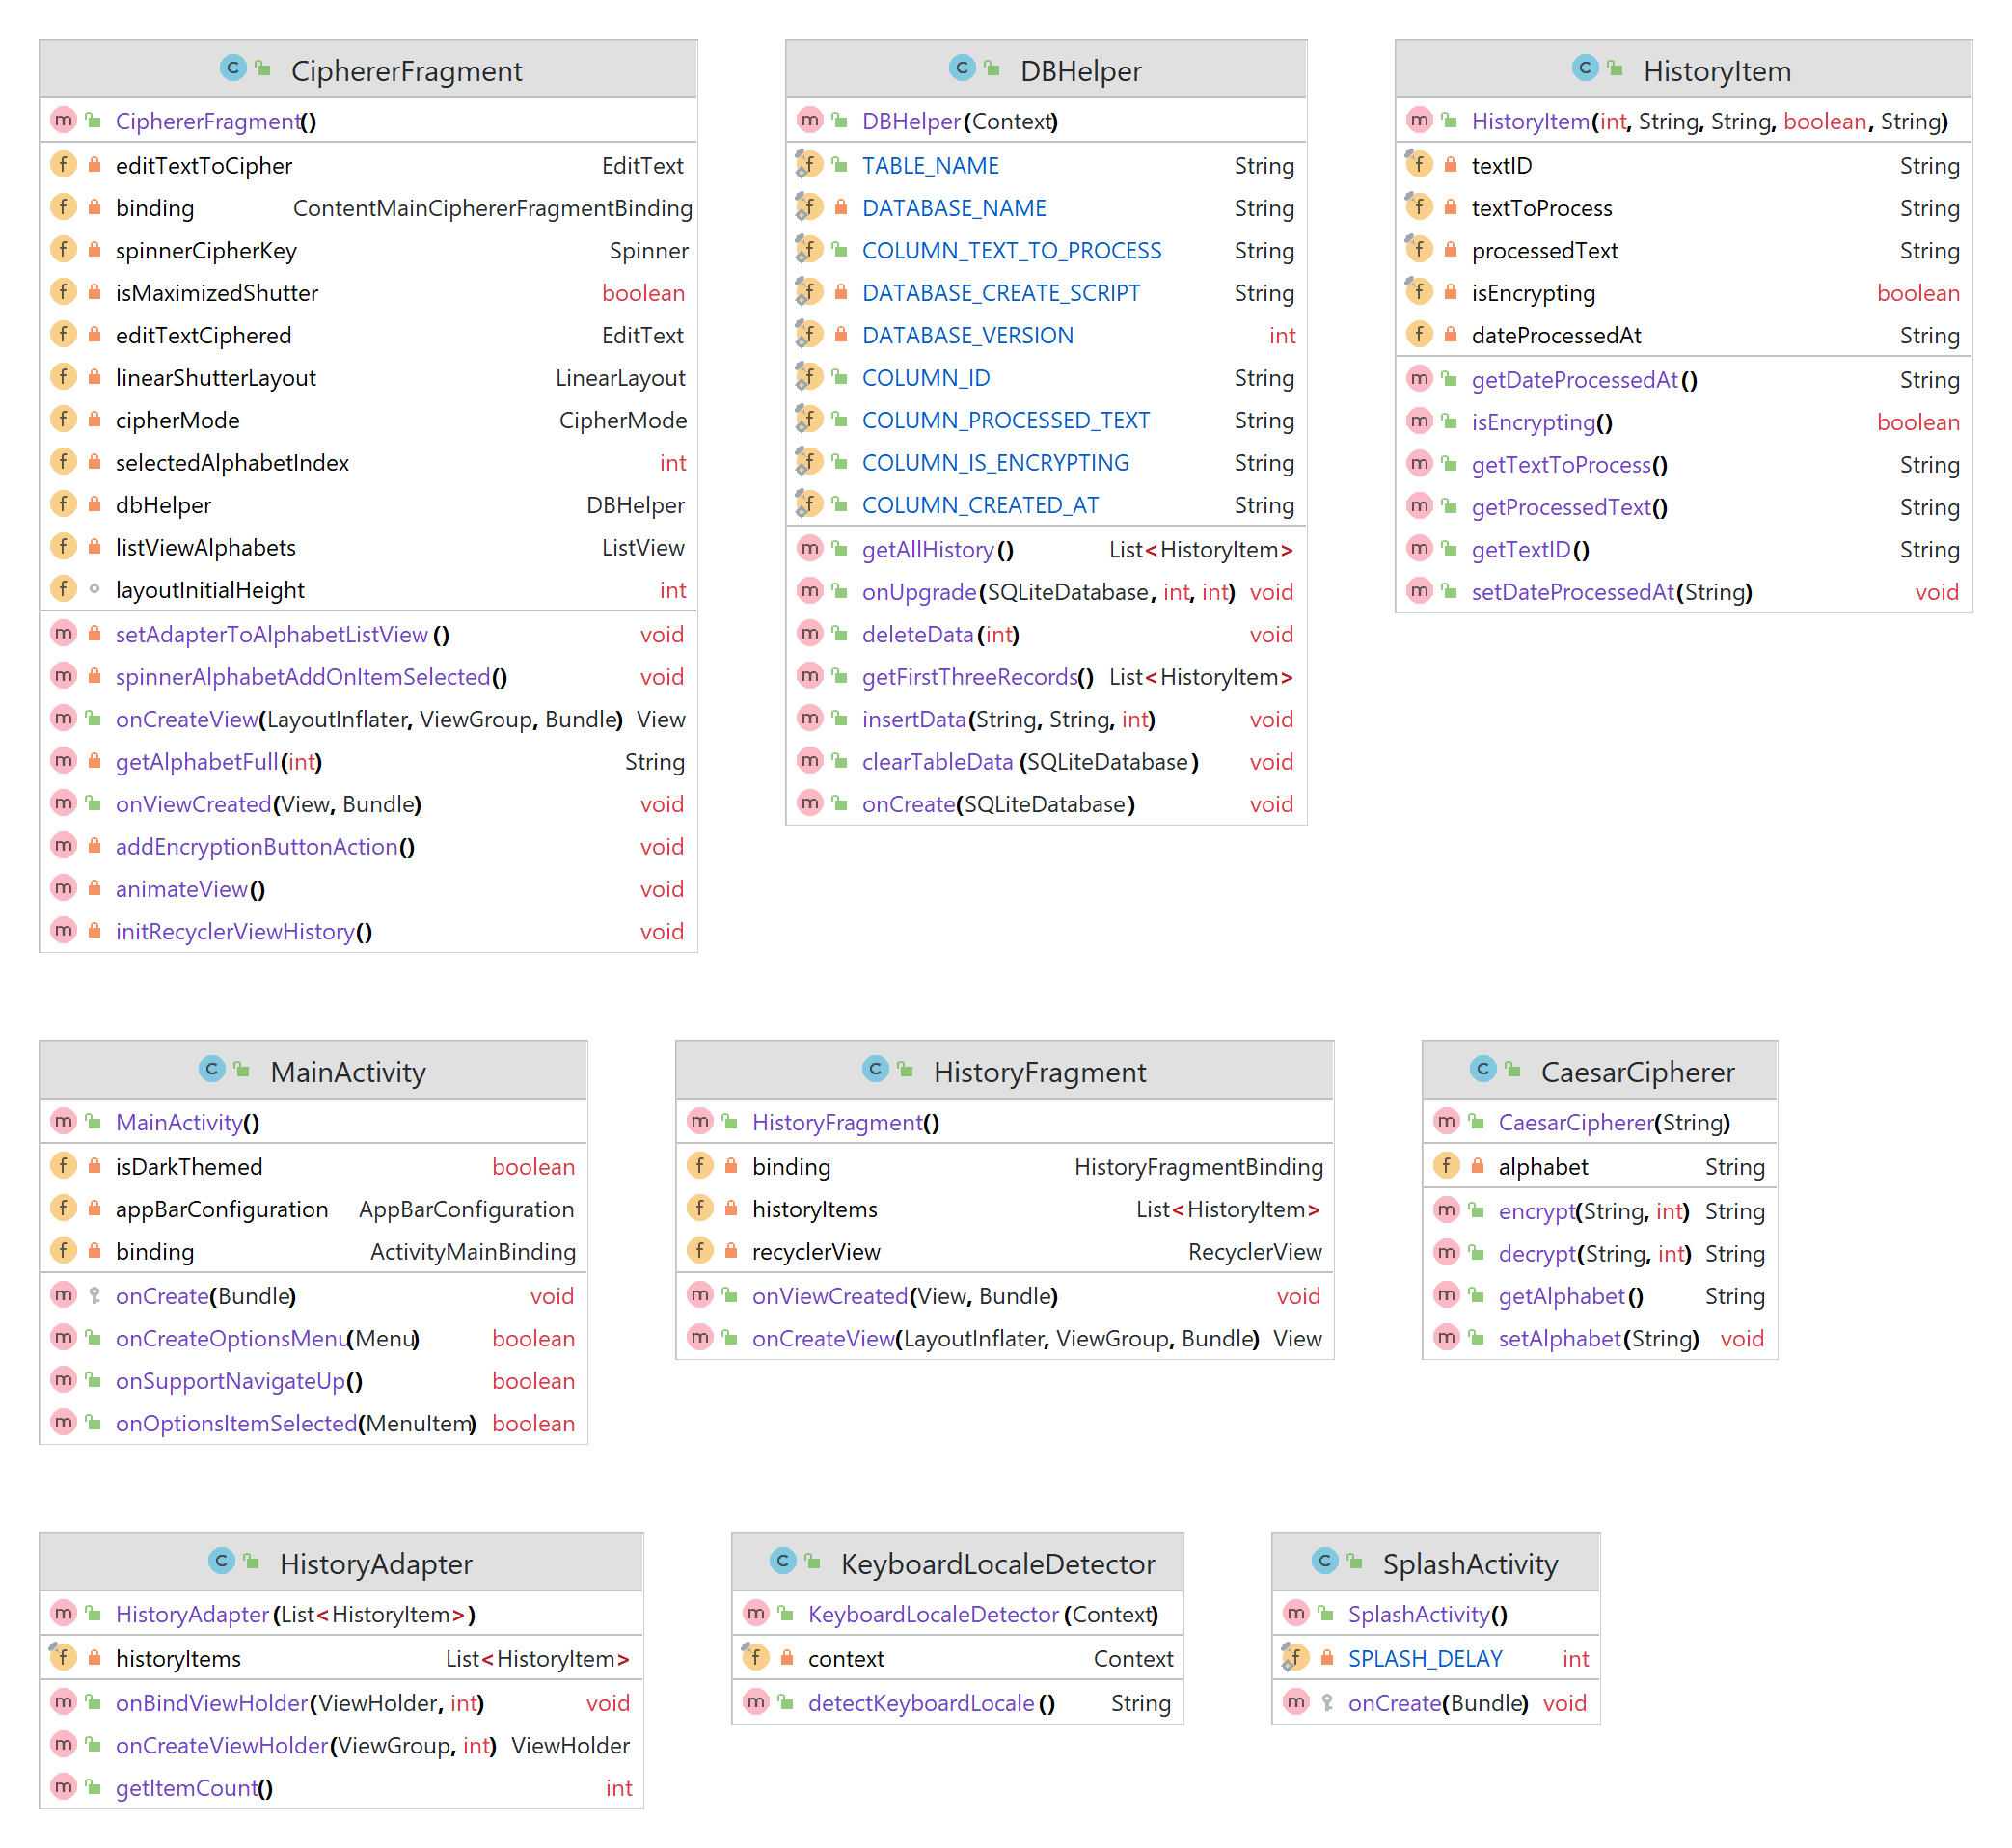 CiphererFragment
CiphererFragment()
editTextToCipher EditText
binding ContentMainCiphererFragmentBinding
spinnerCipherKey Spinner
isMaximizedShutter boolean
editTextCiphered EditText
linearShutterLayout LinearLayout
cipherMode CipherMode
selectedAlphabetIndex int
dbHelper DBHelper
listViewAlphabets ListView
layoutInitialHeight int
setAdapterToAlphabetListView() void
spinnerAlphabetAddOnItemSelected() void
onCreateView(LayoutInflater, ViewGroup, Bundle) View
getAlphabetFull(int) String
onViewCreated(View, Bundle) void
addEncryptionButtonAction() void
animateView() void
initRecyclerViewHistory() void
DBHelper
DBHelper(Context)
TABLE_NAME String
DATABASE_NAME String
COLUMN_TEXT_TO_PROCESS String
DATABASE_CREATE_SCRIPT String
DATABASE_VERSION int
COLUMN_ID String
COLUMN_PROCESSED_TEXT String
COLUMN_IS_ENCRYPTING String
COLUMN_CREATED_AT String
getAllHistory() List<HistoryItem>
onUpgrade(SQLiteDatabase, int, int) void
deleteData(int) void
getFirstThreeRecords() List<HistoryItem>
insertData(String, String, int) void
clearTableData(SQLiteDatabase) void
onCreate(SQLiteDatabase) void
HistoryItem
HistoryItem(int, String, String, boolean, String)
textID String
textToProcess String
processedText String
isEncrypting boolean
dateProcessedAt String
getDateProcessedAt() String
isEncrypting() boolean
getTextToProcess() String
getProcessedText() String
getTextID() String
setDateProcessedAt(String) void
MainActivity
MainActivity()
isDarkThemed boolean
appBarConfiguration AppBarConfiguration
binding ActivityMainBinding
onCreate(Bundle) void
onCreateOptionsMenu(Menu) boolean
onSupportNavigateUp() boolean
onOptionsItemSelected(MenuItem) boolean
HistoryFragment
HistoryFragment()
binding HistoryFragmentBinding
historyItems List<HistoryItem>
recyclerView RecyclerView
onViewCreated(View, Bundle) void
onCreateView(LayoutInflater, ViewGroup, Bundle) View
CaesarCipherer
CaesarCipherer(String)
alphabet String
encrypt(String, int) String
decrypt(String, int) String
getAlphabet() String
setAlphabet(String) void
HistoryAdapter
HistoryAdapter(List<HistoryItem>)
historyItems List<HistoryItem>
onBindViewHolder(ViewHolder, int) void
onCreateViewHolder(ViewGroup, int) ViewHolder
getItemCount() int
KeyboardLocaleDetector
KeyboardLocaleDetector(Context)
context Context
detectKeyboardLocale() String
SplashActivity
SplashActivity()
SPLASH_DELAY int
onCreate(Bundle) void